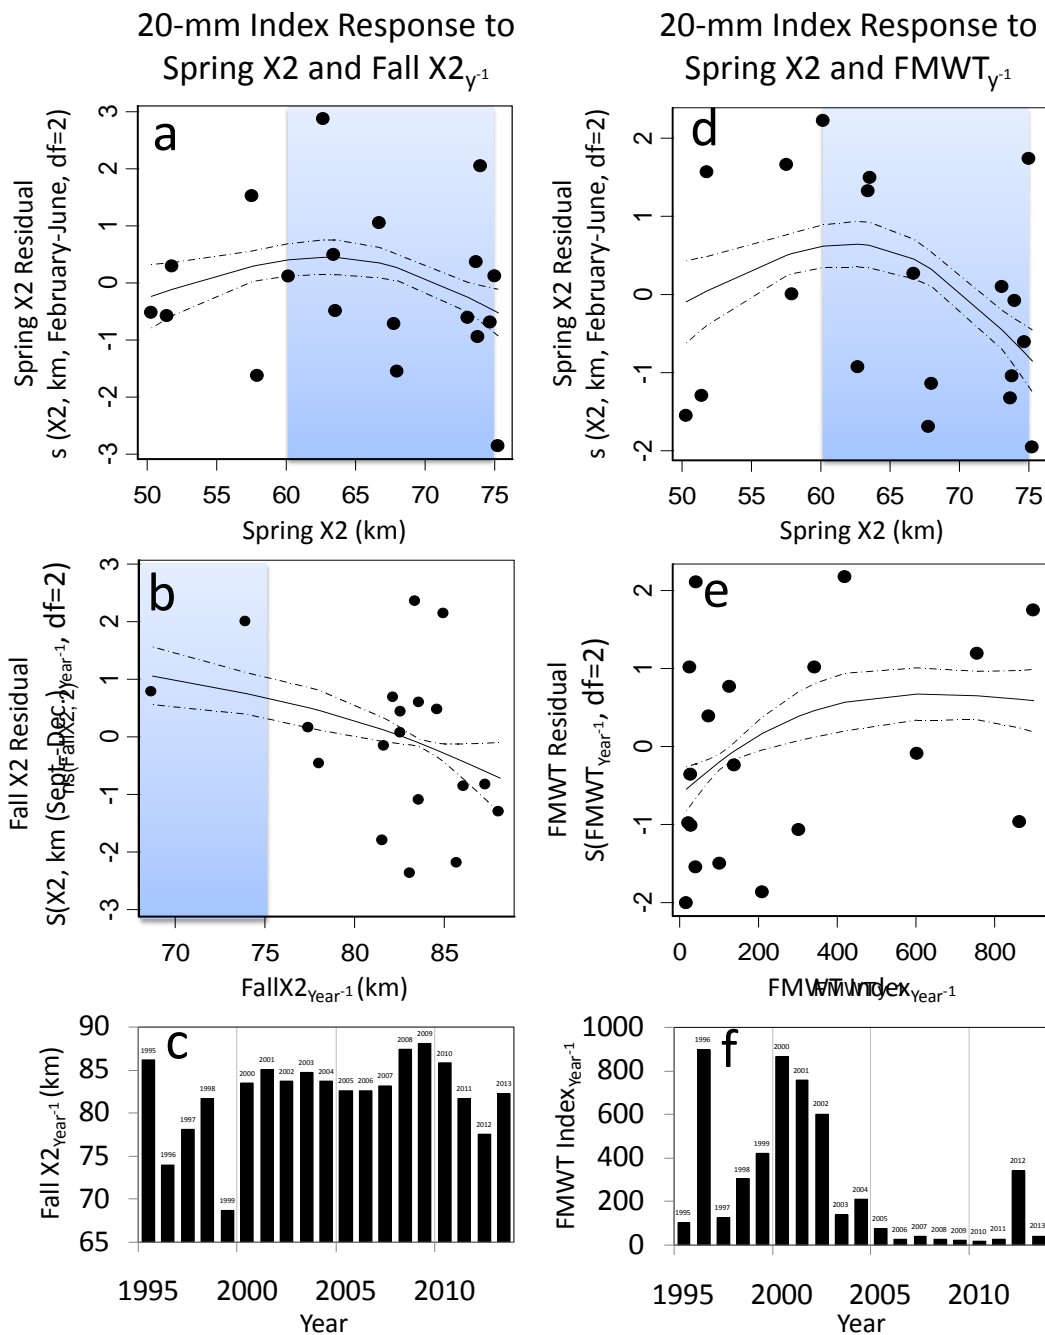 20-mm Index Response to
Spring X2 and Fall X2y-1
a
Spring X2 Residual
s (X2, km, February-June, df=2)
3
2
1
0
-1
-2
-3
50 55 60 65 70 75
Spring X2 (km)
b
Fall X2 Residual
S(X2, km (Sept.-Dec.)Year-1, df=2)
3
2
1
0
-1
-2
-3
70 75 80 85
FallX2Year-1 (km)
c
Fall X2Year-1 (km)
90
85
80
75
70
65
1995 1996 1997 1998 1999 2000 2001 2002 2003 2004 2005 2006 2007 2008 2009 2010 2011 2012 2013
1995 2000 2005 2010
Year
20-mm Index Response to
Spring X2 and FMWTy-1
d
Spring X2 Residual
s (X2, km, February-June, df=2)
2
1
0
-1
-2
50 55 60 65 70 75
Spring X2 (km)
e
FMWT Residual
S(FMWTYear-1, df=2)
2
1
0
-1
-2
0 200 400 600 800
FMWT IndexYear-1
f
FMWT IndexYear-1
1000
800
600
400
200
0
1995 1996 1997 1998 1999 2000 2001 2002 2003 2004 2005 2006 2007 2008 2009 2010 2011 2012 2013
1995 2000 2005 2010
Year